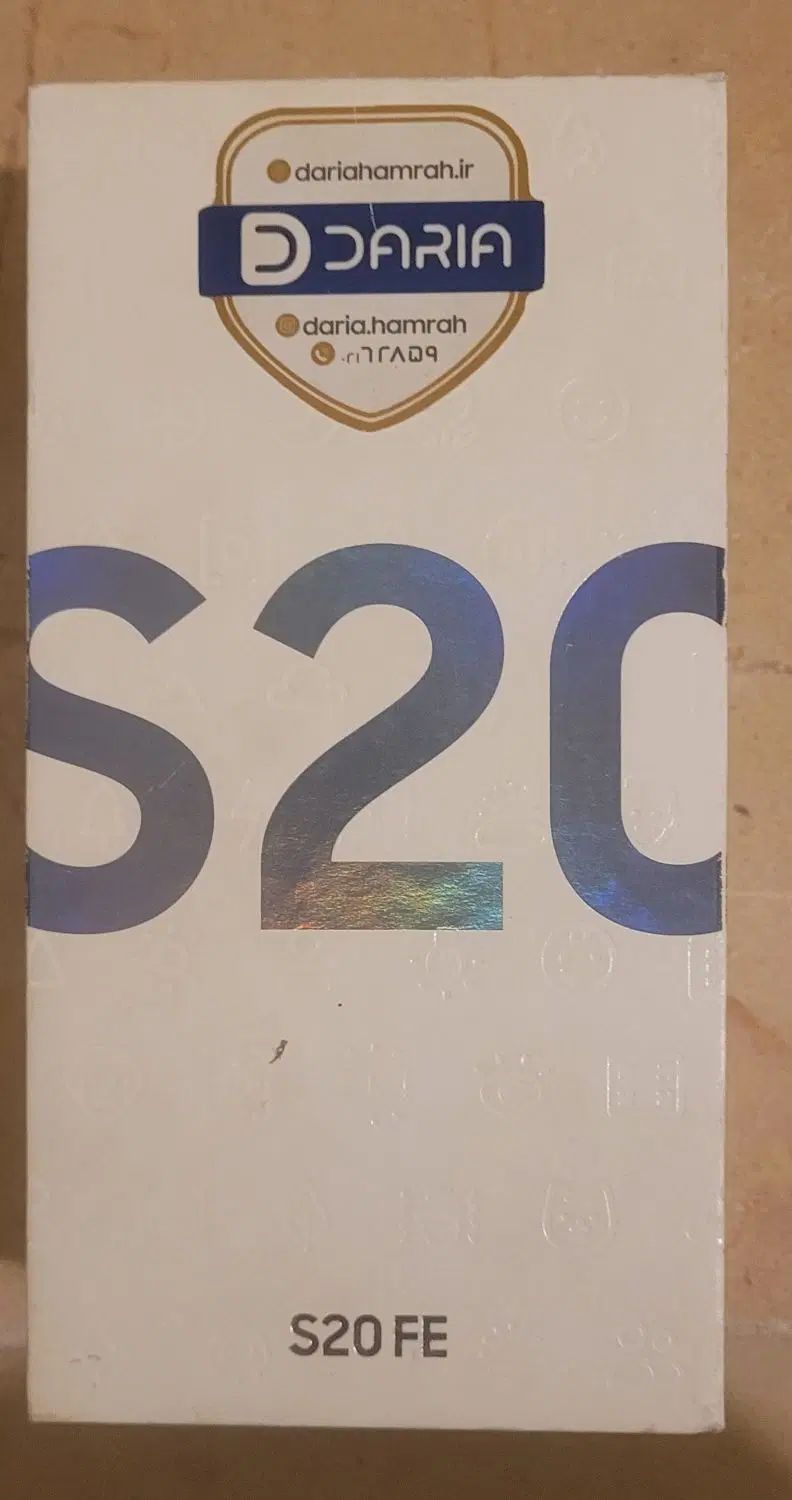 dariahamrah.ir
D DARIA
daria.hamrah
۰۲۱۶۲۸۵۹
S20
S20 FE